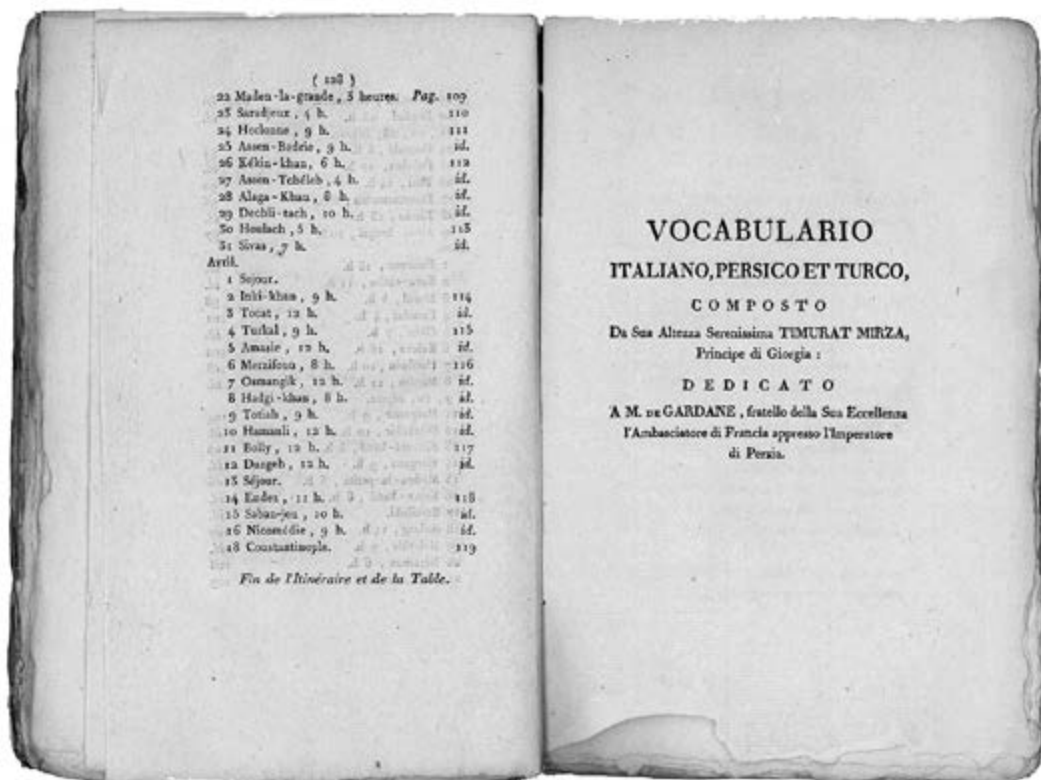 ( 128 )
22 Maden-la-grande, 5 heures. Pag. 109
23 Saradjeux, 4 h. 110
24 9 h. 111
25 Assen-Badrie, 9 h. id.
26 Kékin-khan, 6 h. 112
27 Assen-Tchéleb, 4 h. id.
28 Alaga-Khan, 8 h. id.
29 Dechli-tach, 10 h. id.
30 Houlach, 5 h. 113
31 Sivas, 7 h. id.
Avril.
1 Sejour.
2 Inki-khan, 9 h. 114
3 Tocat, 12 h. id.
4 Turkal, 9 h. 115
5 Amasie, 12 h. id.
6 Merzifoun, 8 h. 116
7 Osmangik, 12 h. id.
8 Hadgi-khan, 8 h. id.
9 Totiah, 9 h. id.
10 Hamanli, 12 h. id.
11 Bolly, 12 h. 117
12 12 h. id.
13 Séjour.
14 11 h. 118
15 Saban-jeu, 10 h. id.
16 Nicomédie, 9 h. id.
18 Constantinople. 119
Fin de l'Itinéraire et de la Table.
VOCABULARIO
ITALIANO, PERSICO ET TURCO,
COMPOSTO
Da Sua Altezza Serenissima TIMURAT MIRZA,
Principe di Giorgia :
DEDICATO
A M. DE GARDANE, fratello della Sua Eccellenza
l'Ambasciatore di Francia appresso l'Imperatore
di Persia.